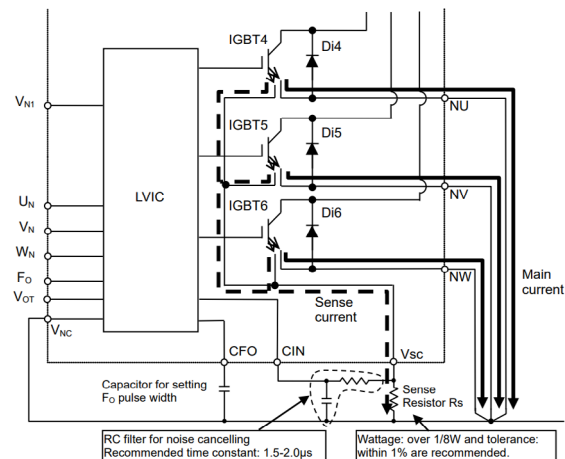 IGBT4
Di4
V_N1
NU
IGBT5
Di5
LVIC
U_N
NV
V_N
IGBT6
Di6
W_N
F_O
NW
Main
current
V_OT
Sense
current
V_NC
CFO
CIN
Vsc
Capacitor for setting
F_O pulse width
Sense
Resistor Rs
RC filter for noise cancelling
Recommended time constant: 1.5-2.0μs
Wattage: over 1/8W and tolerance:
within 1% are recommended.